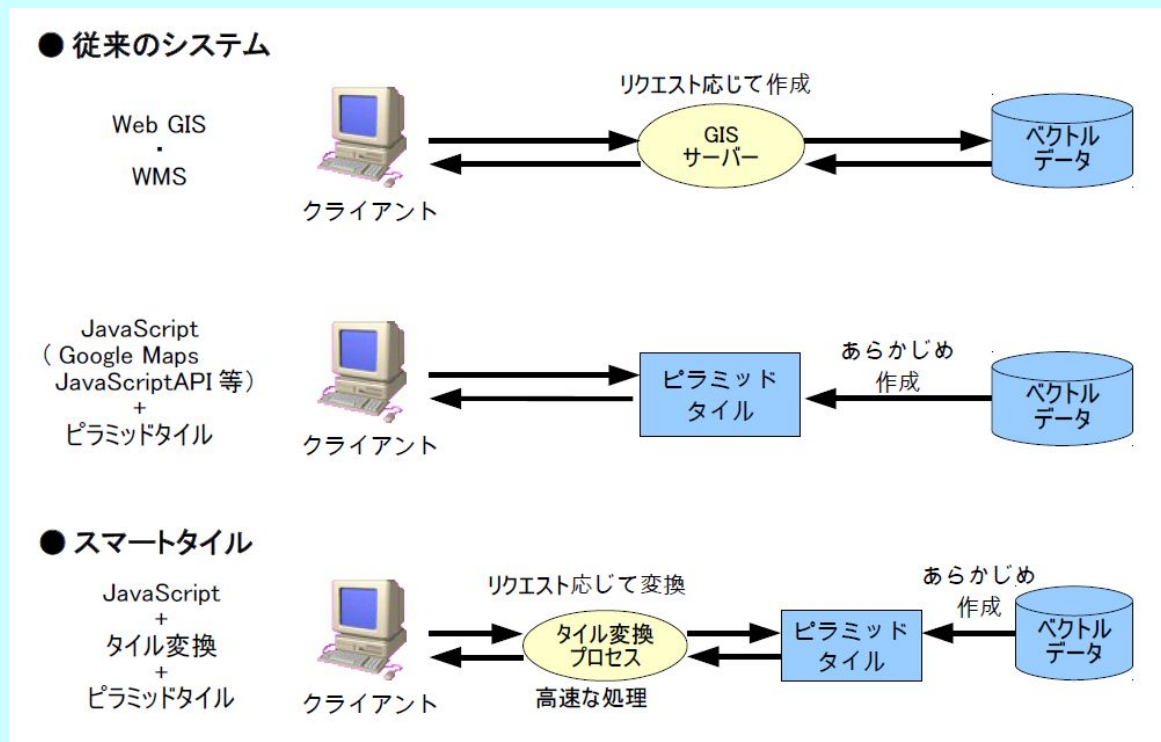 ● 従来のシステム
リクエスト応じて作成
Web GIS
・
WMS
クライアント
GIS
サーバー
ベクトル
データ
JavaScript
( Google Maps
JavaScriptAPI 等)
+
ピラミッドタイル
クライアント
ピラミッド
タイル
あらかじめ
作成
ベクトル
データ
● スマートタイル
JavaScript
+
タイル変換
+
ピラミッドタイル
クライアント
リクエスト応じて変換
タイル変換
プロセス
高速な処理
ピラミッド
タイル
あらかじめ
作成
ベクトル
データ